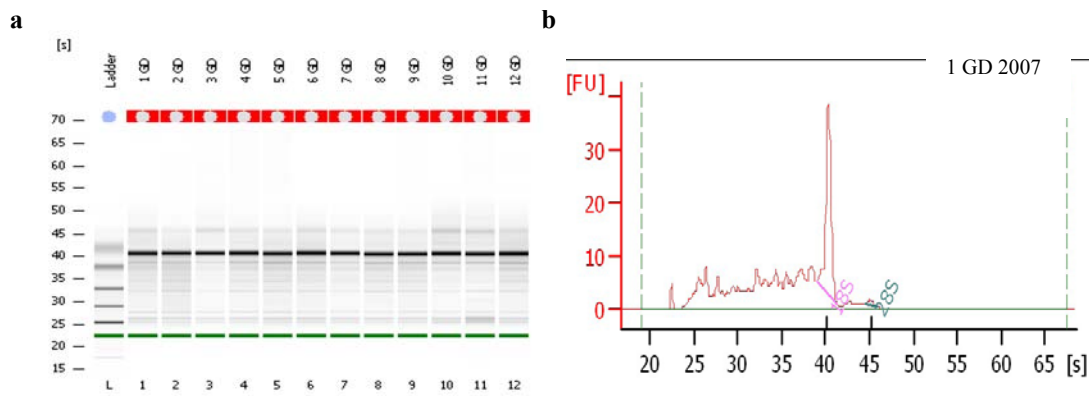 a
[s]
Ladder
1 GD
2 GD
3 GD
4 GD
5 GD
6 GD
7 GD
8 GD
9 GD
10 GD
11 GD
12 GD
70
65
60
55
50
45
40
35
30
25
20
15
L 1 2 3 4 5 6 7 8 9 10 11 12
b
1 GD 2007
[FU]
30
20
10
0
18S
28S
20 25 30 35 40 45 50 55 60 65 [s]